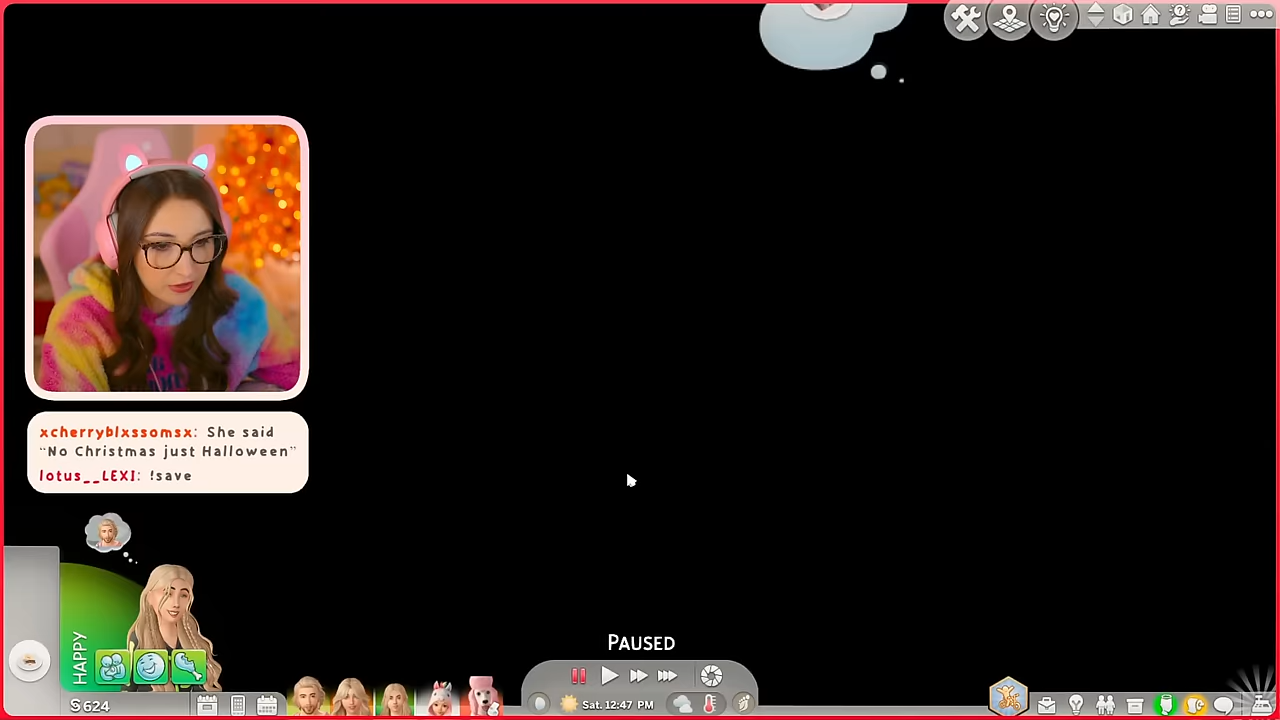 xcherryblxssomsx: She said
"No Christmas just Halloween"
lotus__LEXI: !save
HAPPY
PAUSED
§624
Sat. 12:47 PM